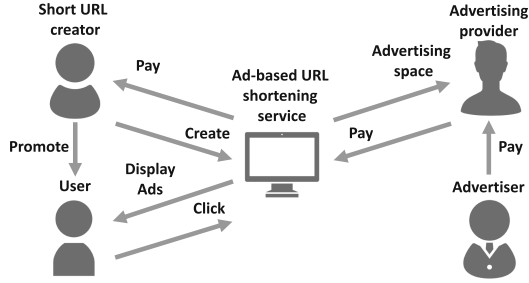 Short URL
creator
Advertising
provider
Pay
Ad-based URL
shortening
service
Advertising
space
Create
Pay
Promote
Pay
User
Display
Ads
Advertiser
Click